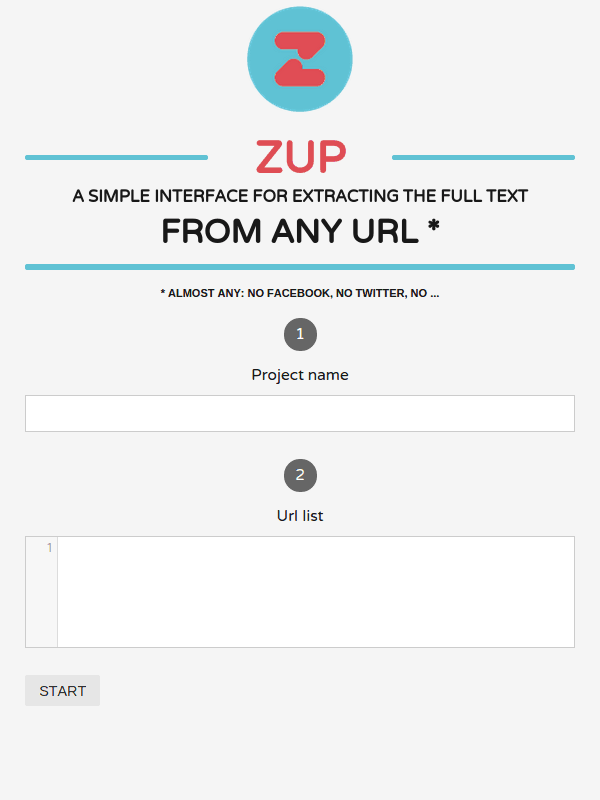 Z
ZUP
A SIMPLE INTERFACE FOR EXTRACTING THE FULL TEXT
FROM ANY URL *
* ALMOST ANY: NO FACEBOOK, NO TWITTER, NO ...
1
Project name
2
Url list
1
START